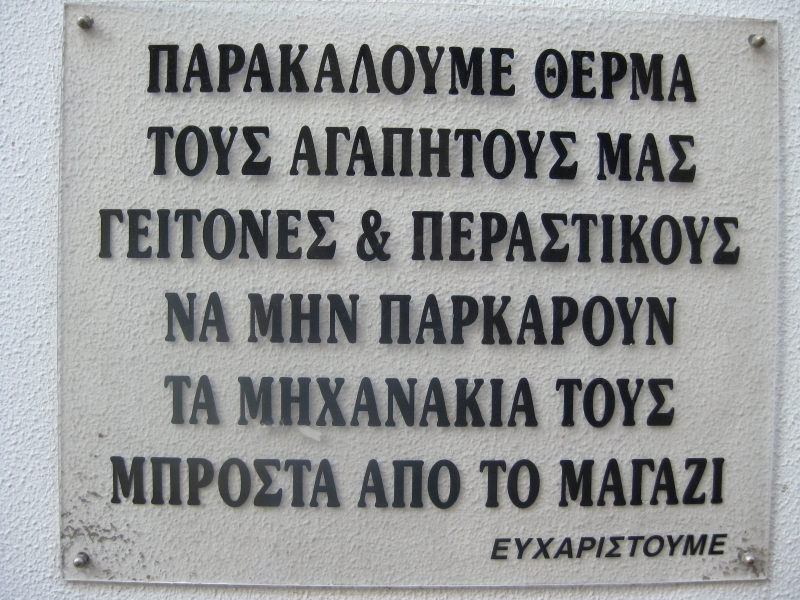 ΠΑΡΑΚΑΛΟΥΜΕ ΘΕΡΜΑ
ΤΟΥΣ ΑΓΑΠΗΤΟΥΣ ΜΑΣ
ΓΕΙΤΟΝΕΣ & ΠΕΡΑΣΤΙΚΟΥΣ
ΝΑ ΜΗΝ ΠΑΡΚΑΡΟΥΝ
ΤΑ ΜΗΧΑΝΑΚΙΑ ΤΟΥΣ
ΜΠΡΟΣΤΑ ΑΠΟ ΤΟ ΜΑΓΑΖΙ
ΕΥΧΑΡΙΣΤΟΥΜΕ